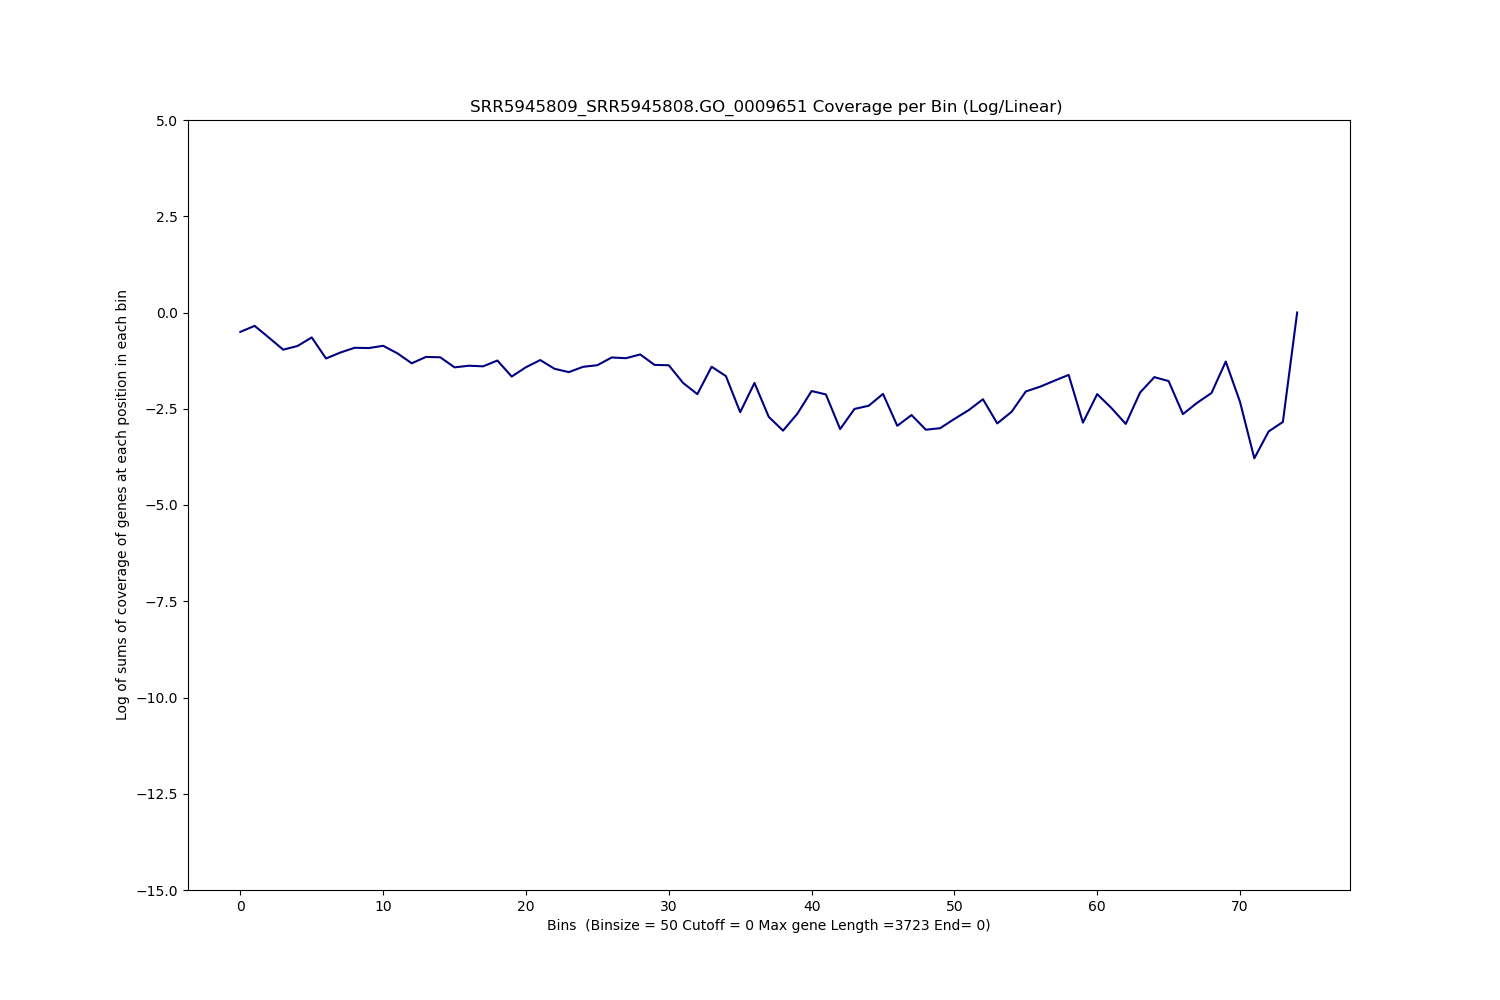 SRR5945809_SRR5945808.GO_0009651 Coverage per Bin (Log/Linear)
5.0
2.5
0.0
−2.5
−5.0
−7.5
−10.0
−12.5
−15.0
Log of sums of coverage of genes at each position in each bin
0 10 20 30 40 50 60 70
Bins  (Binsize = 50 Cutoff = 0 Max gene Length =3723 End= 0)